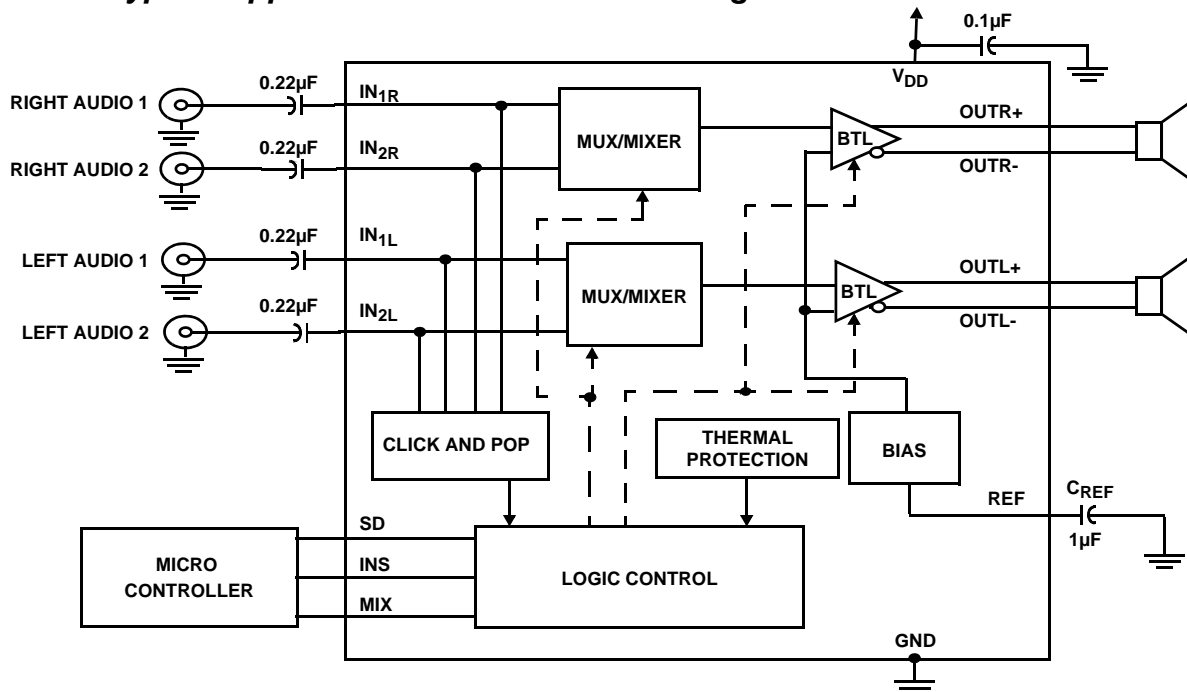 0.1µF
V_DD
RIGHT AUDIO 1
0.22µF
IN_1R
MUX/MIXER
BTL
OUTR+
OUTR-
RIGHT AUDIO 2
0.22µF
IN_2R
LEFT AUDIO 1
0.22µF
IN_1L
MUX/MIXER
BTL
OUTL+
OUTL-
LEFT AUDIO 2
0.22µF
IN_2L
CLICK AND POP
THERMAL
PROTECTION
BIAS
REF
C_REF
1µF
MICRO
CONTROLLER
SD
INS
MIX
LOGIC CONTROL
GND